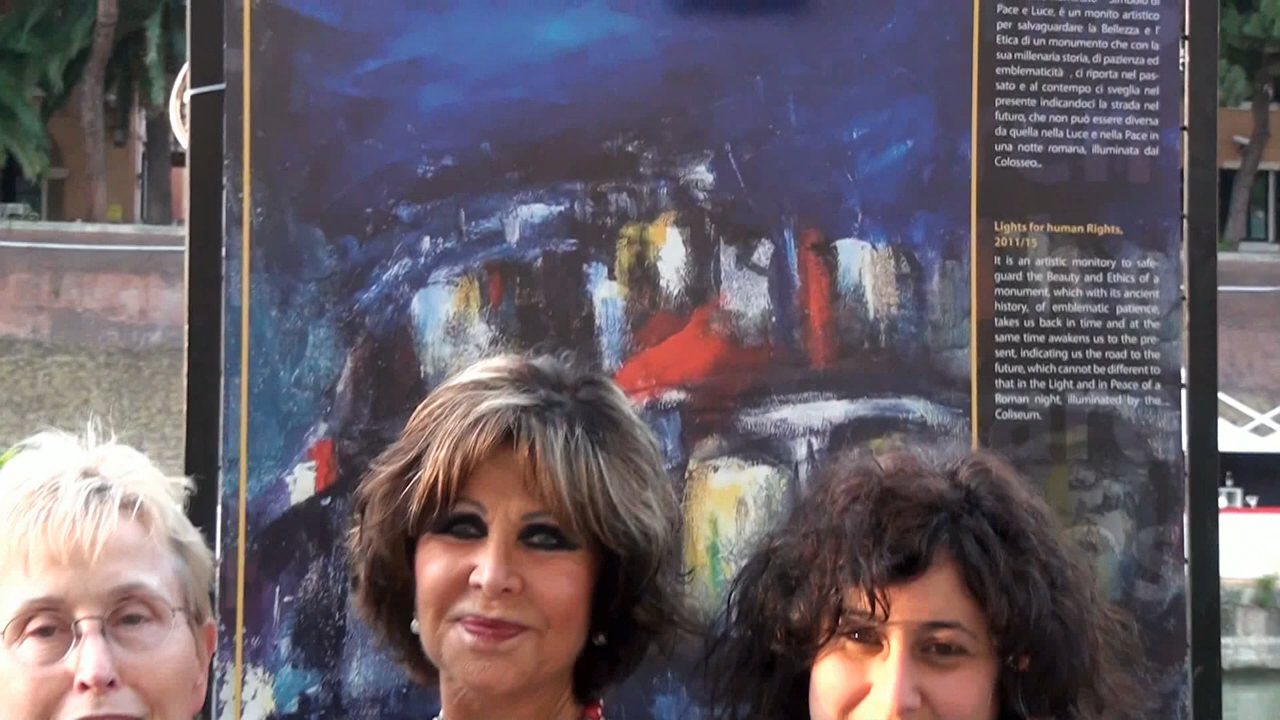 Pace e Luce, è un monito artistico
per salvaguardare la Bellezza e l'
Etica di un monumento che con la
sua millenaria storia, di pazienza ed
emblematicità , ci riporta nel pas-
sato e al contempo ci sveglia nel
presente indicandoci la strada nel
futuro, che non può essere diversa
da quella nella Luce e nella Pace in
una notte romana, illuminata dal
Colosseo..
Lights for human Rights,
2011/15
It is an artistic monitory to safe-
guard the Beauty and Ethics of a
monument, which with its ancient
history, of emblematic patience,
takes us back in time and at the
same time awakens us to the pre-
sent, indicating us the road to the
future, which cannot be different to
that in the Light and in Peace of a
Roman night, illuminated by the
Coliseum.